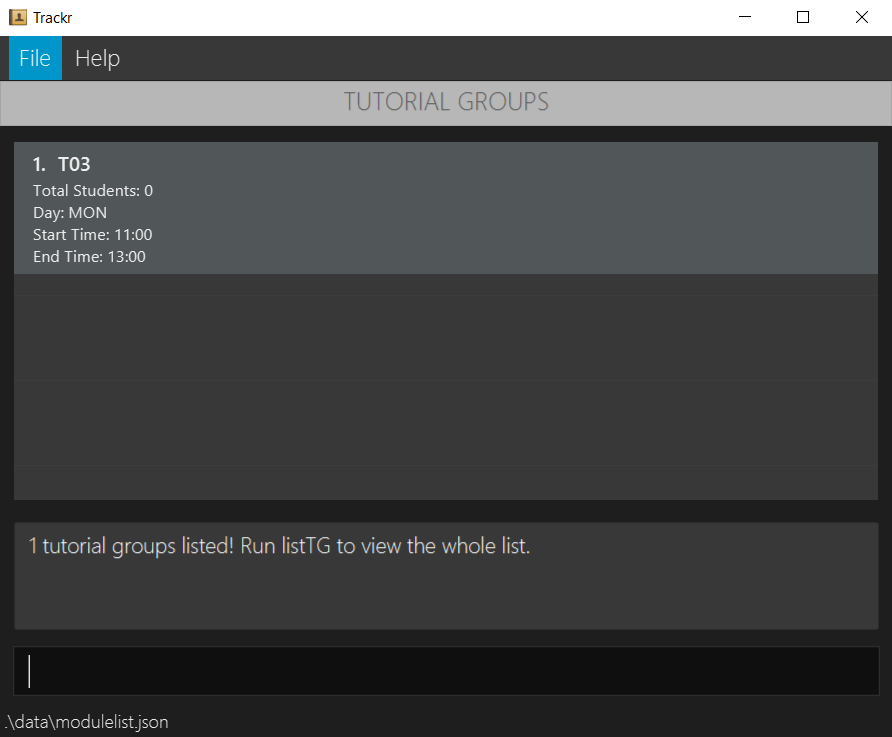 Trackr
File Help
TUTORIAL GROUPS
1. T03
Total Students: 0
Day: MON
Start Time: 11:00
End Time: 13:00
1 tutorial groups listed! Run listTG to view the whole list.
.\data\modulelist.json